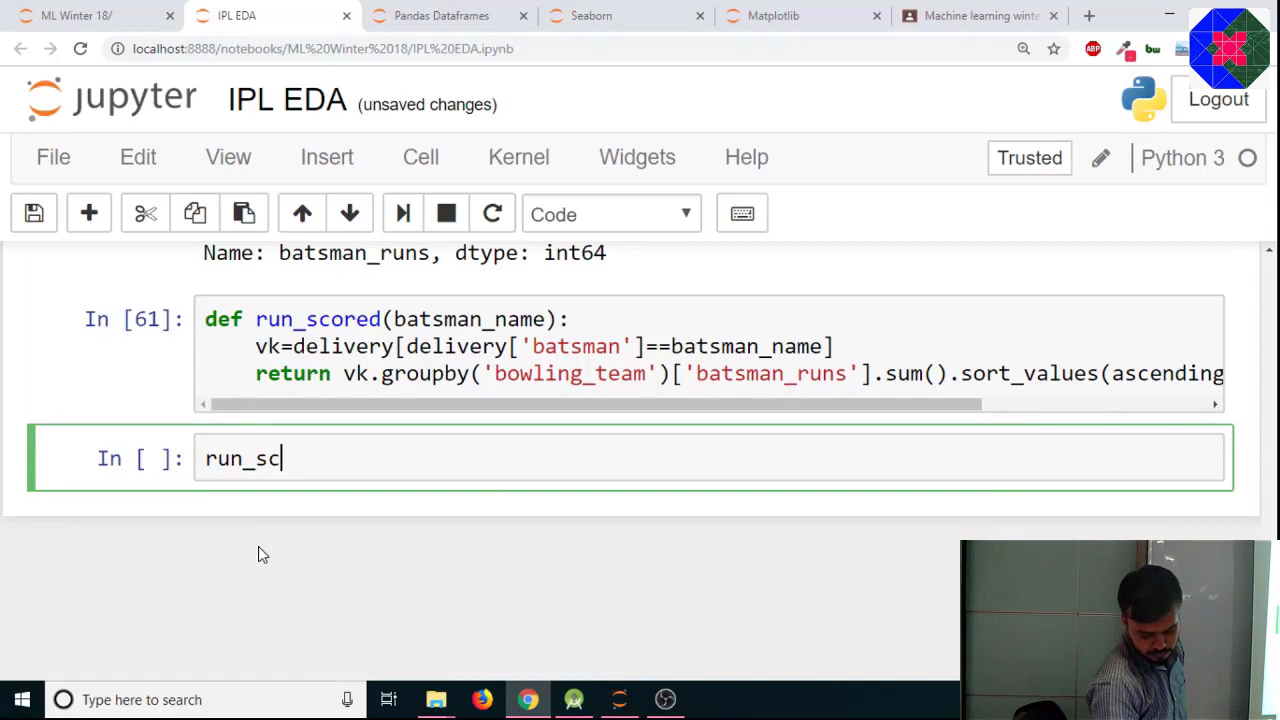 ML Winter 18/
IPL EDA
Pandas Dataframes
Seaborn
Matplotlib
Machine learning winte
localhost:8888/notebooks/ML%20Winter%2018/IPL%20EDA.ipynb
ABP
bw
jupyter
IPL EDA (unsaved changes)
Logout
File Edit View Insert Cell Kernel Widgets Help
Trusted
Python 3
Code
Name: batsman_runs, dtype: int64
In [61]:
def run_scored(batsman_name):
vk=delivery[delivery['batsman']==batsman_name]
return vk.groupby('bowling_team')['batsman_runs'].sum().sort_values(ascending
In [ ]:
run_sc
Type here to search